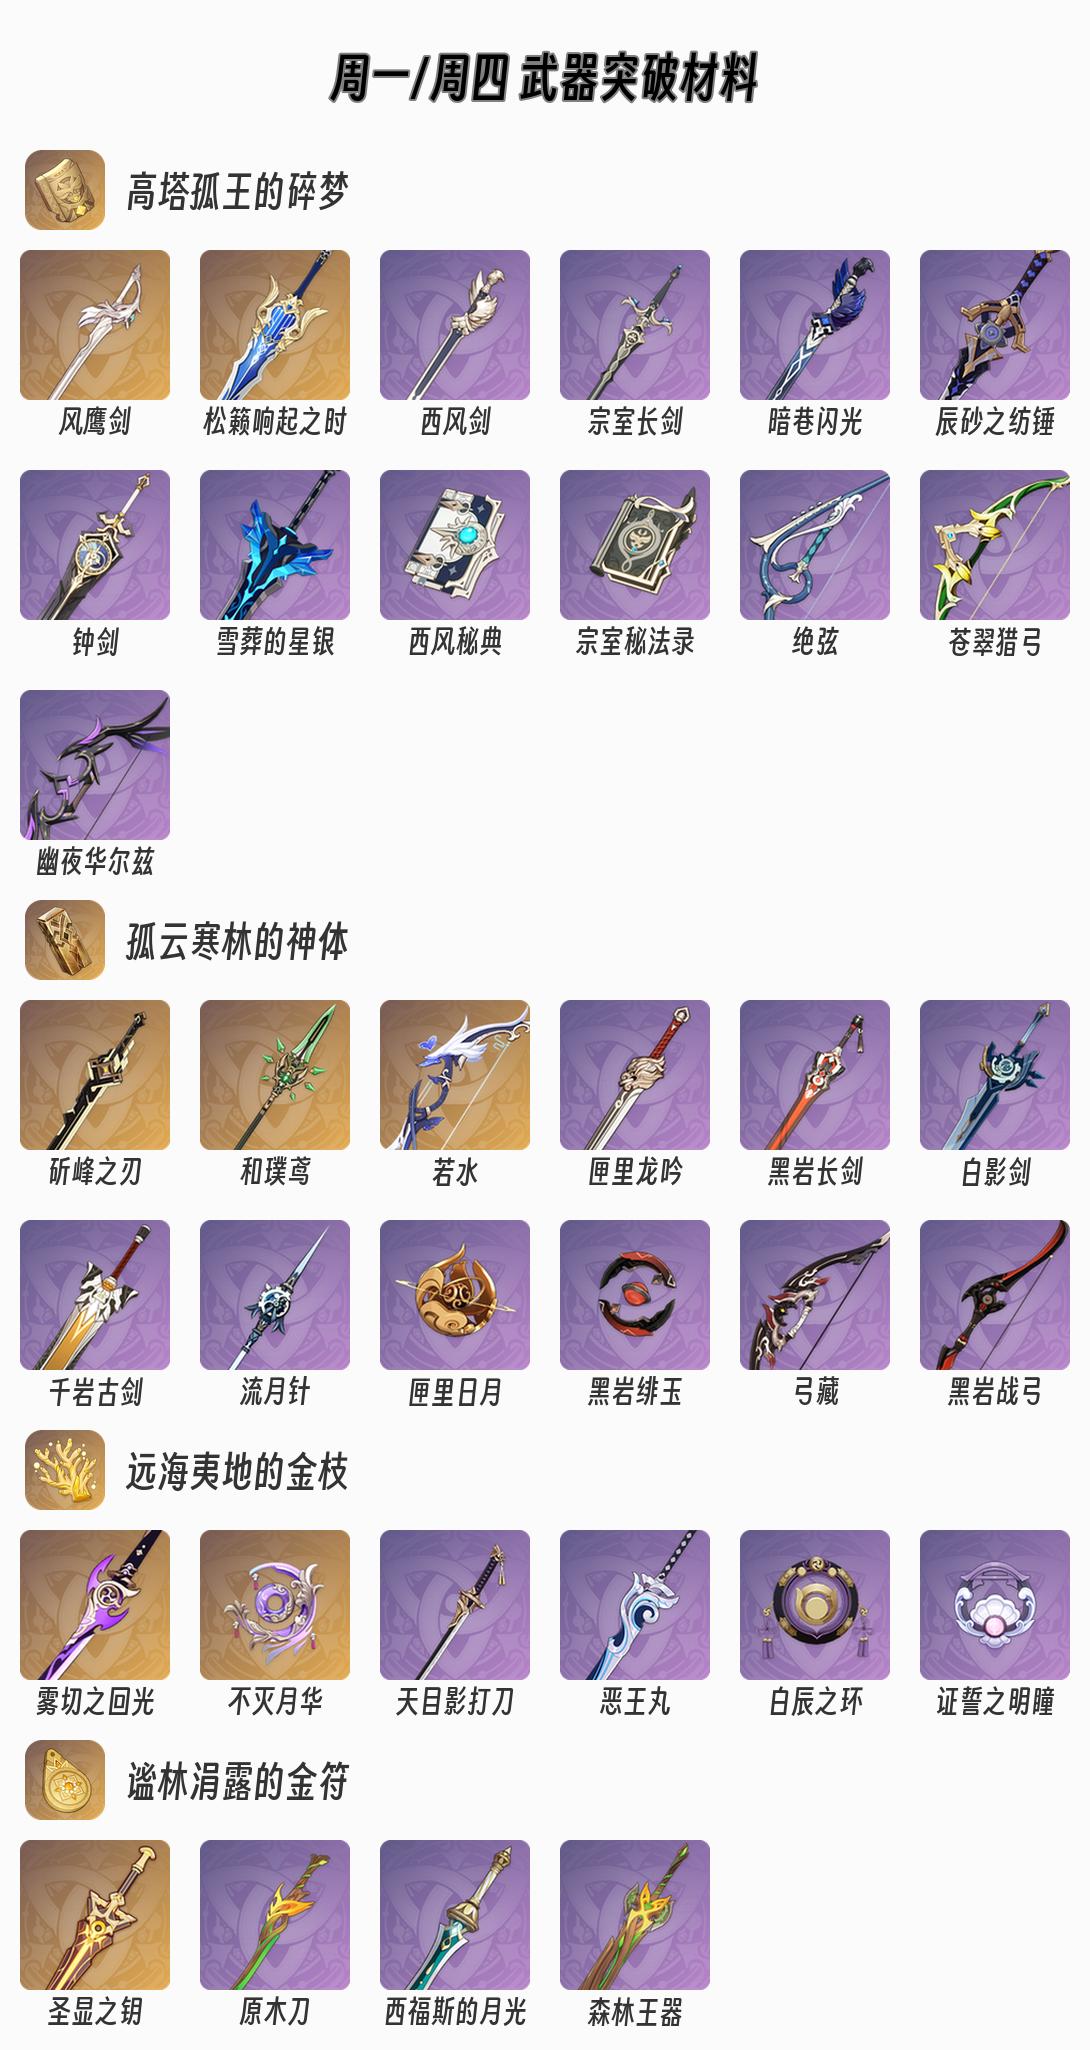 周一/周四 武器突破材料
高塔孤王的碎梦
风鹰剑 松籁响起之时 西风剑 宗室长剑 暗巷闪光 辰砂之纺锤
钟剑 雪葬的星银 西风秘典 宗室秘法录 绝弦 苍翠猎弓
幽夜华尔兹
孤云寒林的神体
斫峰之刃 和璞鸢 若水 匣里龙吟 黑岩长剑 白影剑
千岩古剑 流月针 匣里日月 黑岩绯玉 弓藏 黑岩战弓
远海夷地的金枝
雾切之回光 不灭月华 天目影打刀 恶王丸 白辰之环 证誓之明瞳
谧林涓露的金符
圣显之钥 原木刀 西福斯的月光 森林王器